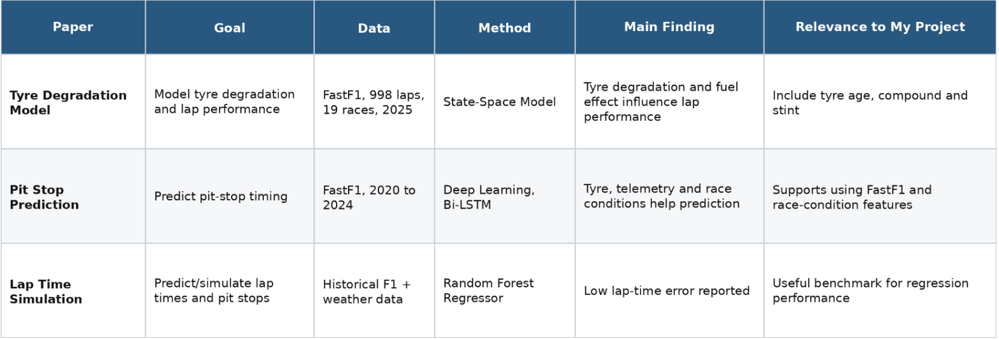 Paper
Goal
Data
Method
Main Finding
Relevance to My Project
Tyre Degradation
Model
Model tyre degradation
and lap performance
FastF1, 998 laps,
19 races, 2025
State-Space Model
Tyre degradation and fuel
effect influence lap
performance
Include tyre age, compound and
stint
Pit Stop
Prediction
Predict pit-stop timing
FastF1, 2020 to
2024
Deep Learning,
Bi-LSTM
Tyre, telemetry and race
conditions help prediction
Supports using FastF1 and
race-condition features
Lap Time
Simulation
Predict/simulate lap
times and pit stops
Historical F1 +
weather data
Random Forest
Regressor
Low lap-time error reported
Useful benchmark for regression
performance